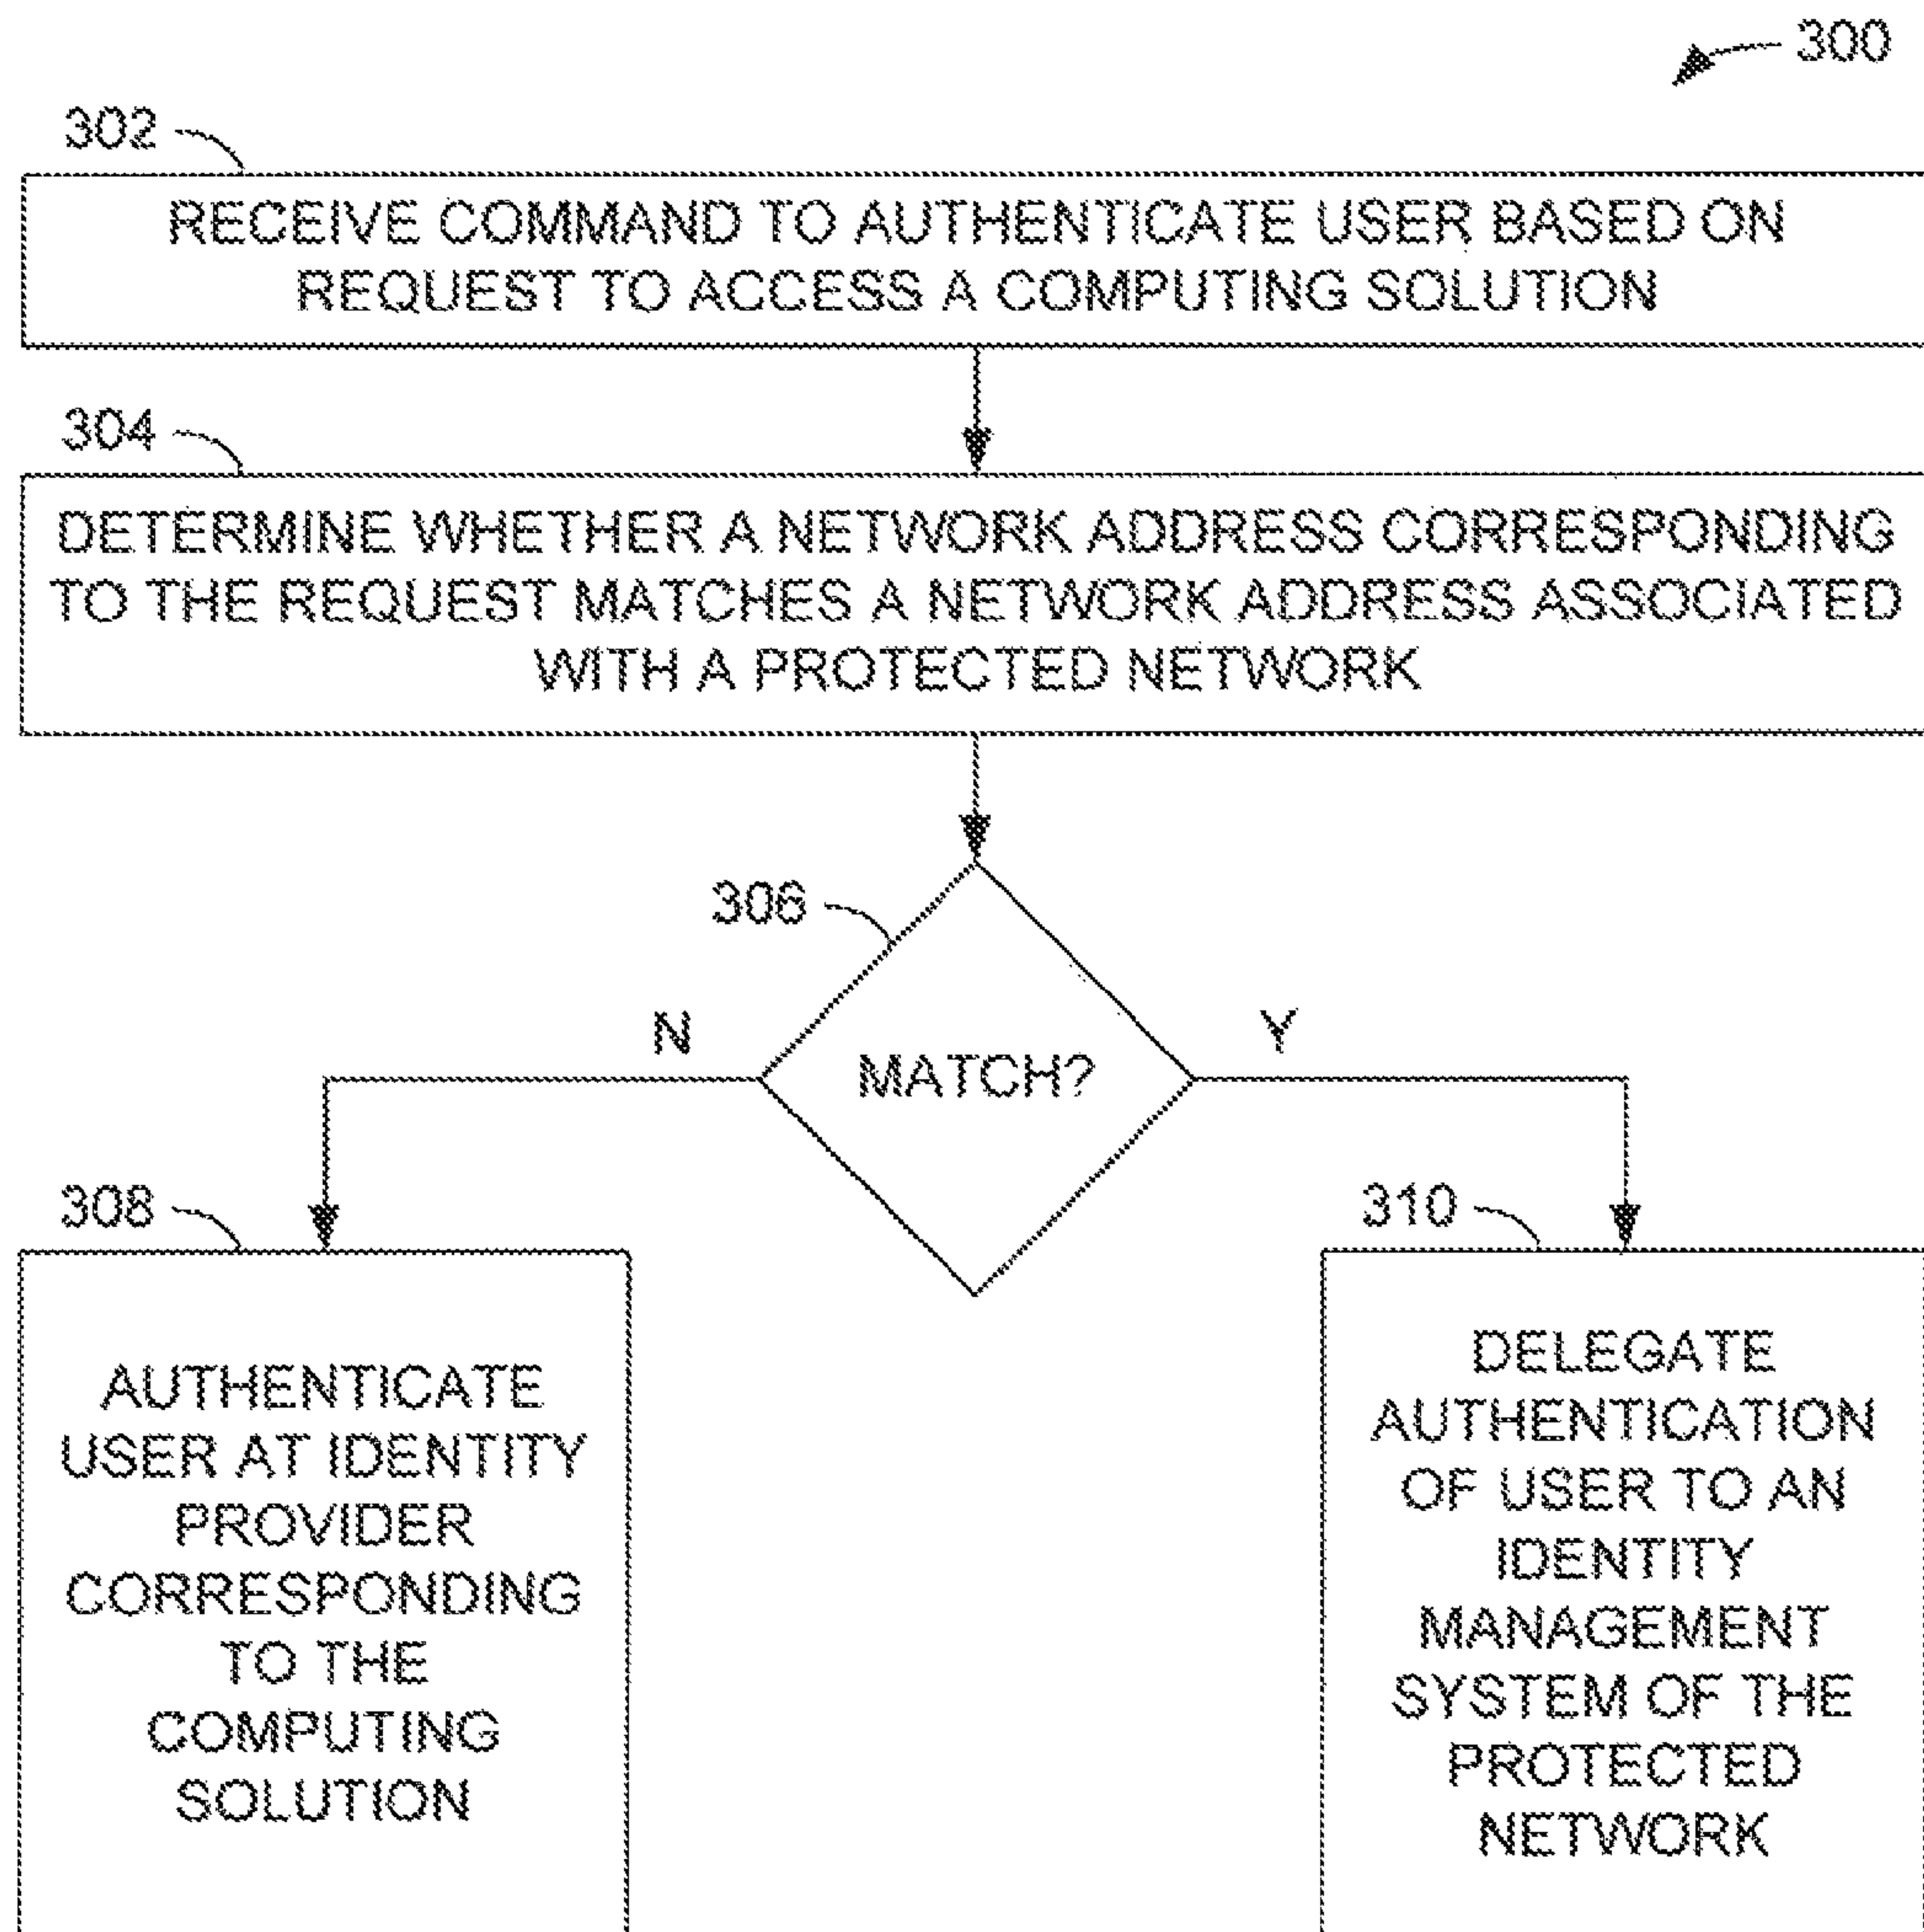 300
302
RECEIVE COMMAND TO AUTHENTICATE USER BASED ON
REQUEST TO ACCESS A COMPUTING SOLUTION
304
DETERMINE WHETHER A NETWORK ADDRESS CORRESPONDING
TO THE REQUEST MATCHES A NETWORK ADDRESS ASSOCIATED
WITH A PROTECTED NETWORK
306
MATCH?
N
Y
308
AUTHENTICATE
USER AT IDENTITY
PROVIDER
CORRESPONDING
TO THE
COMPUTING
SOLUTION
310
DELEGATE
AUTHENTICATION
OF USER TO AN
IDENTITY
MANAGEMENT
SYSTEM OF THE
PROTECTED
NETWORK